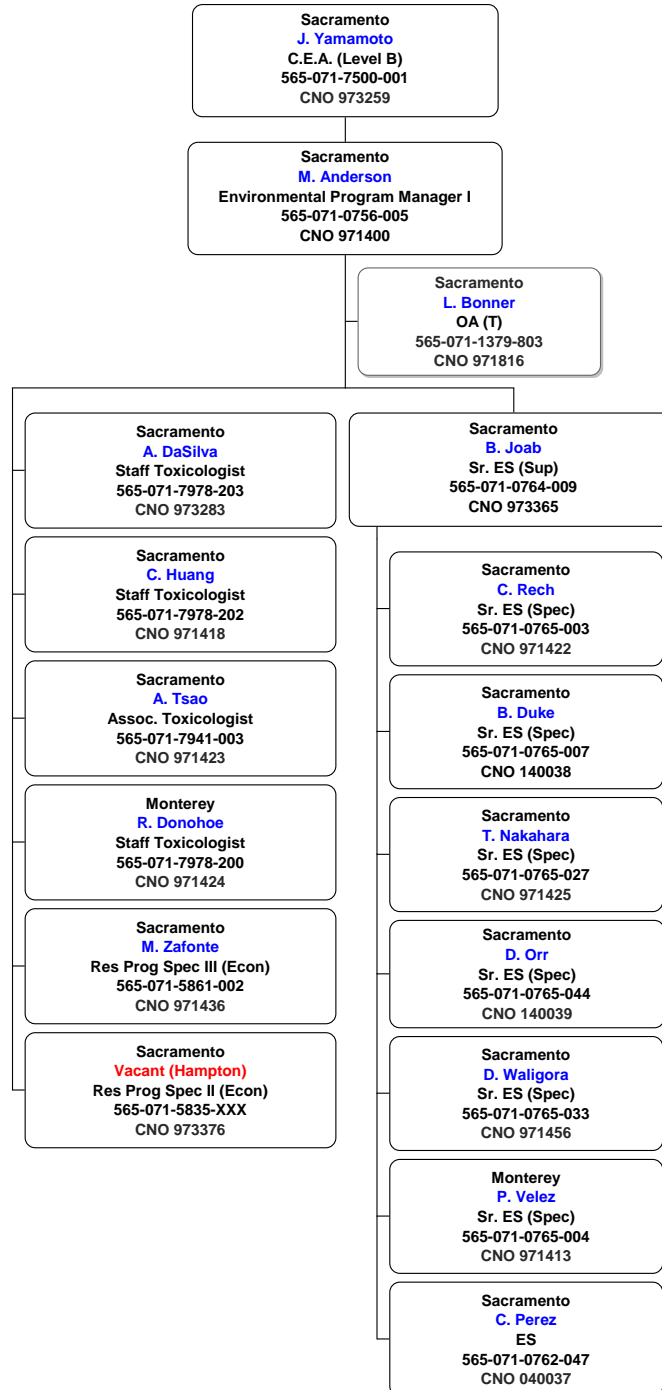 Sacramento
J. Yamamoto
C.E.A. (Level B)
565-071-7500-001
CNO 973259
Sacramento
M. Anderson
Environmental Program Manager I
565-071-0756-005
CNO 971400
Sacramento
L. Bonner
OA (T)
565-071-1379-803
CNO 971816
Sacramento
A. DaSilva
Staff Toxicologist
565-071-7978-203
CNO 973283
Sacramento
C. Huang
Staff Toxicologist
565-071-7978-202
CNO 971418
Sacramento
A. Tsao
Assoc. Toxicologist
565-071-7941-003
CNO 971423
Monterey
R. Donohoe
Staff Toxicologist
565-071-7978-200
CNO 971424
Sacramento
M. Zafonte
Res Prog Spec III (Econ)
565-071-5861-002
CNO 971436
Sacramento
Vacant (Hampton)
Res Prog Spec II (Econ)
565-071-5835-XXX
CNO 973376
Sacramento
B. Joab
Sr. ES (Sup)
565-071-0764-009
CNO 973365
Sacramento
C. Rech
Sr. ES (Spec)
565-071-0765-003
CNO 971422
Sacramento
B. Duke
Sr. ES (Spec)
565-071-0765-007
CNO 140038
Sacramento
T. Nakahara
Sr. ES (Spec)
565-071-0765-027
CNO 971425
Sacramento
D. Orr
Sr. ES (Spec)
565-071-0765-044
CNO 140039
Sacramento
D. Waligora
Sr. ES (Spec)
565-071-0765-033
CNO 971456
Monterey
P. Velez
Sr. ES (Spec)
565-071-0765-004
CNO 971413
Sacramento
C. Perez
ES
565-071-0762-047
CNO 040037